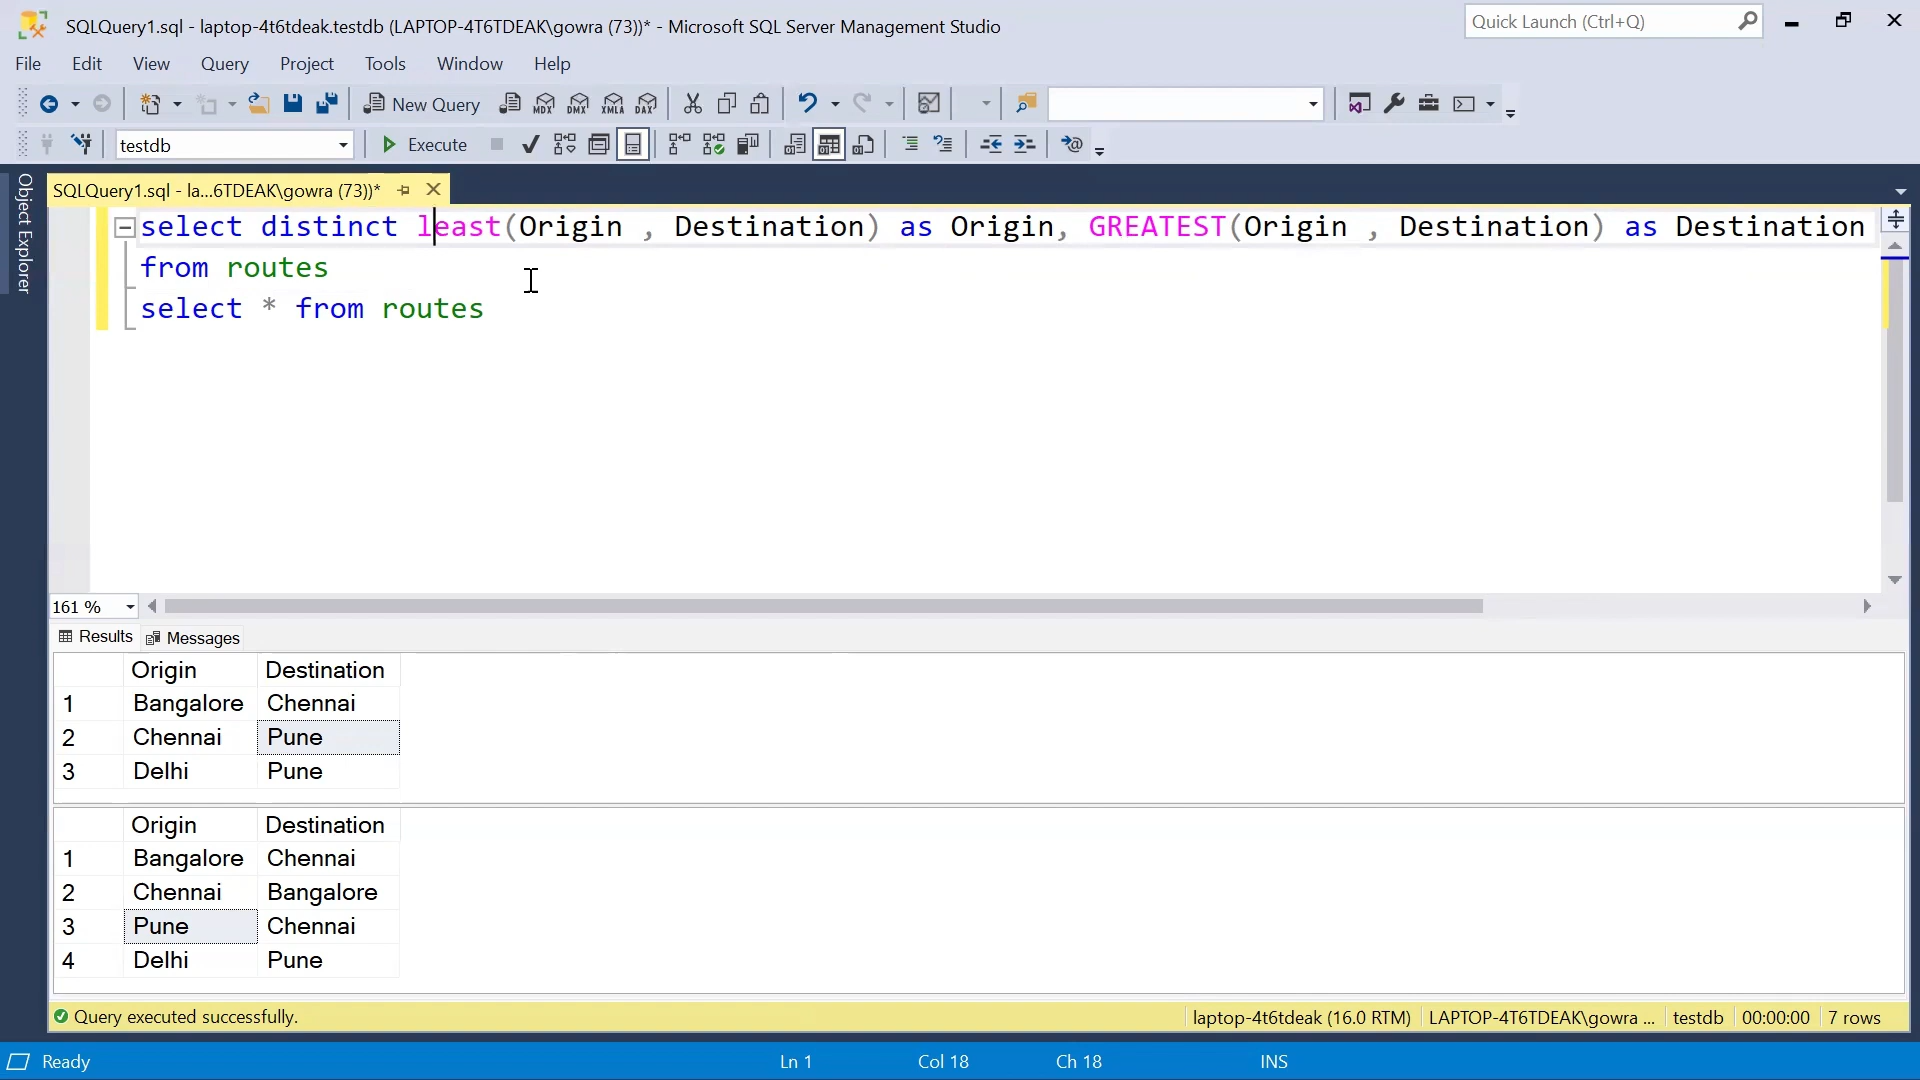 SQLQuery1.sql - laptop-4t6tdeak.testdb (LAPTOP-4T6TDEAK\gowra (73))* - Microsoft SQL Server Management Studio
Quick Launch (Ctrl+Q)
File Edit View Query Project Tools Window Help
New Query MDX DMX XMLA DAX
testdb Execute
Object Explorer
SQLQuery1.sql - la...6TDEAK\gowra (73))*
select distinct least(Origin , Destination) as Origin, GREATEST(Origin , Destination) as Destination
from routes
select * from routes
161 %
Results Messages
Origin Destination
1 Bangalore Chennai
2 Chennai Pune
3 Delhi Pune
Origin Destination
1 Bangalore Chennai
2 Chennai Bangalore
3 Pune Chennai
4 Delhi Pune
Query executed successfully. laptop-4t6tdeak (16.0 RTM) LAPTOP-4T6TDEAK\gowra ... testdb 00:00:00 7 rows
Ready Ln 1 Col 18 Ch 18 INS